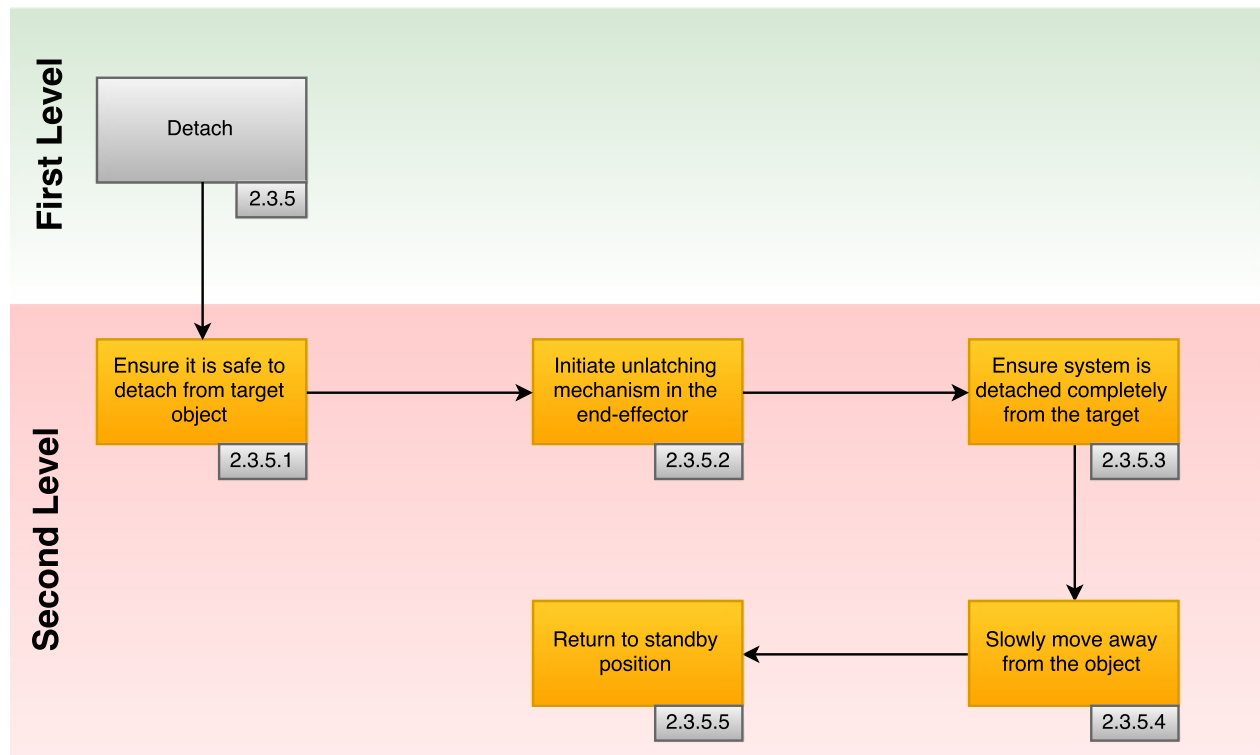 First Level
Detach
2.3.5
Second Level
Ensure it is safe to
detach from target
object
2.3.5.1
Initiate unlatching
mechanism in the
end-effector
2.3.5.2
Ensure system is
detached completely
from the target
2.3.5.3
Slowly move away
from the object
2.3.5.4
Return to standby
position
2.3.5.5